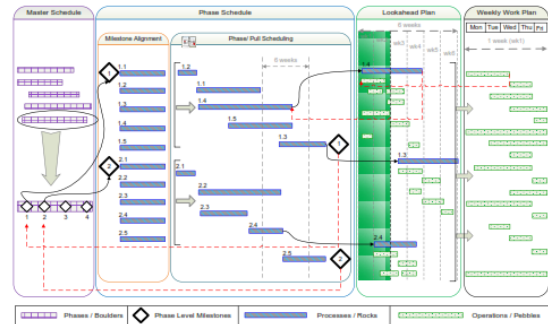 Master Schedule
Phase Schedule
Lookahead Plan
Weekly Work Plan
Milestone Alignment
Phase/ Pull Scheduling
6 weeks
Mon Tue Wed Thu Fri
wk3 wk4 wk5 wk6
1 week (wk1)
1
1.1
1.2
1.3
1.4
1.5
2
2.1
2.2
2.3
2.4
2.5
1.2
1.1
1.4
1.5
1.3
1
6 weeks
2.1
2.2
2.3
2.4
2.5
2
1.4
1.3
2.4
1 2 3 4
Phases / Boulders
Phase Level Milestones
Processes / Rocks
Operations / Pebbles